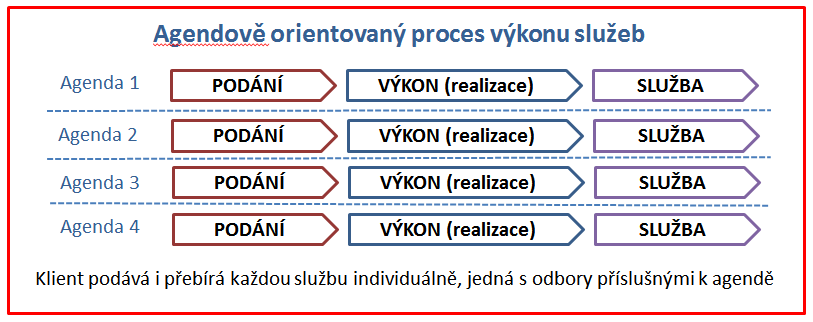 Agendově orientovaný proces výkonu služeb
Agenda 1 PODÁNÍ VÝKON (realizace) SLUŽBA
Agenda 2 PODÁNÍ VÝKON (realizace) SLUŽBA
Agenda 3 PODÁNÍ VÝKON (realizace) SLUŽBA
Agenda 4 PODÁNÍ VÝKON (realizace) SLUŽBA
Klient podává i přebírá každou službu individuálně, jedná s odbory příslušnými k agendě